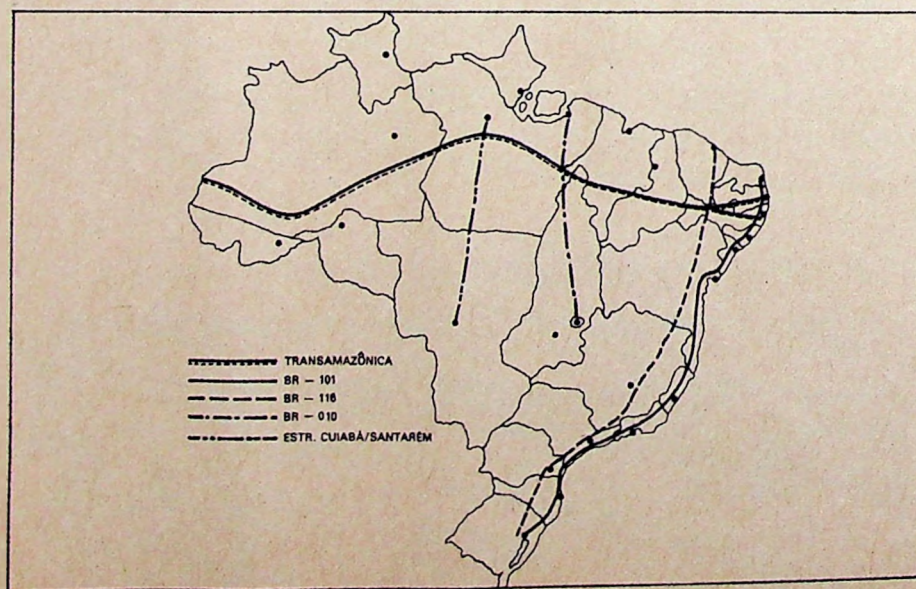 TRANSAMAZÔNICA
BR — 101
BR — 116
BR — 010
ESTR. CUIABÁ/SANTARÉM